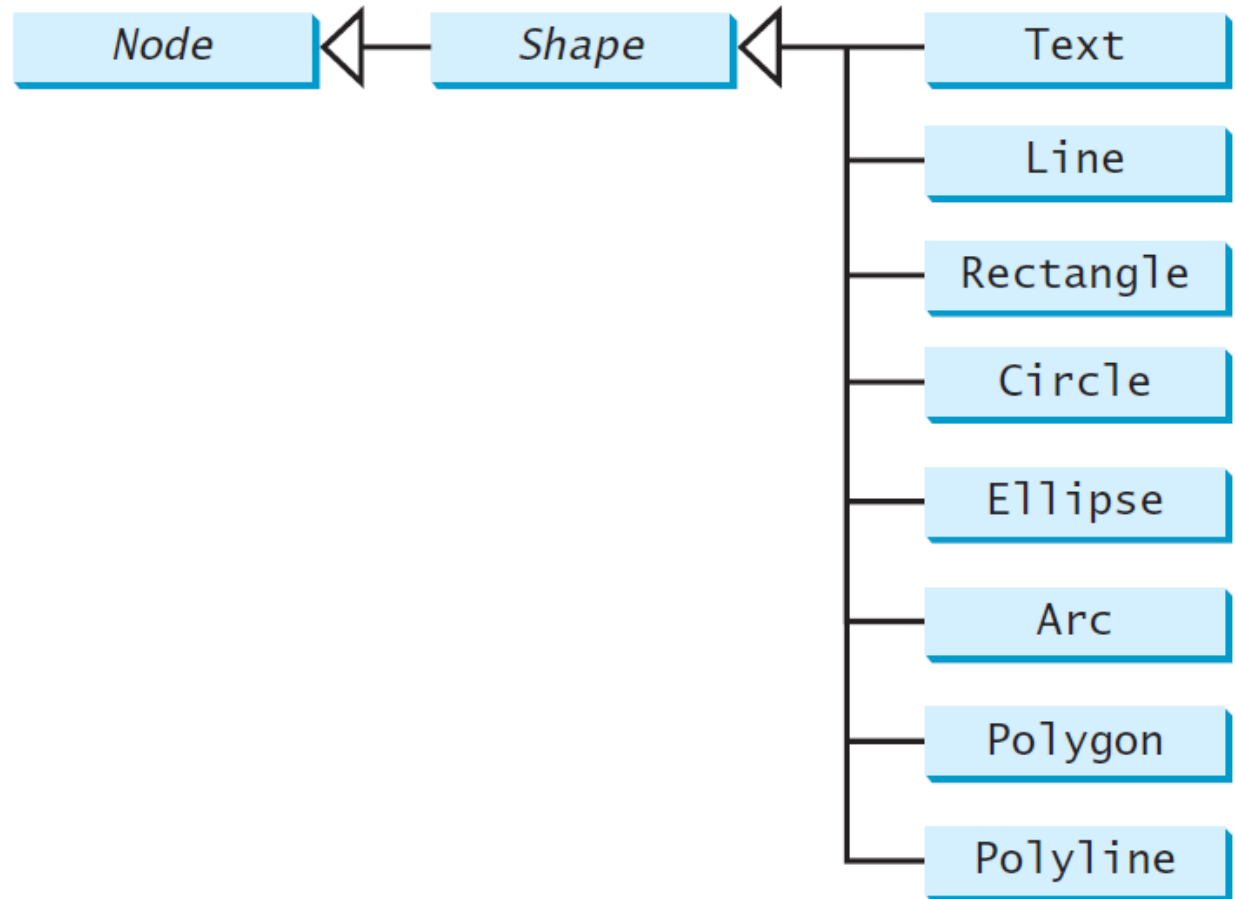 Node
Shape
Text
Line
Rectangle
Circle
Ellipse
Arc
Polygon
Polyline